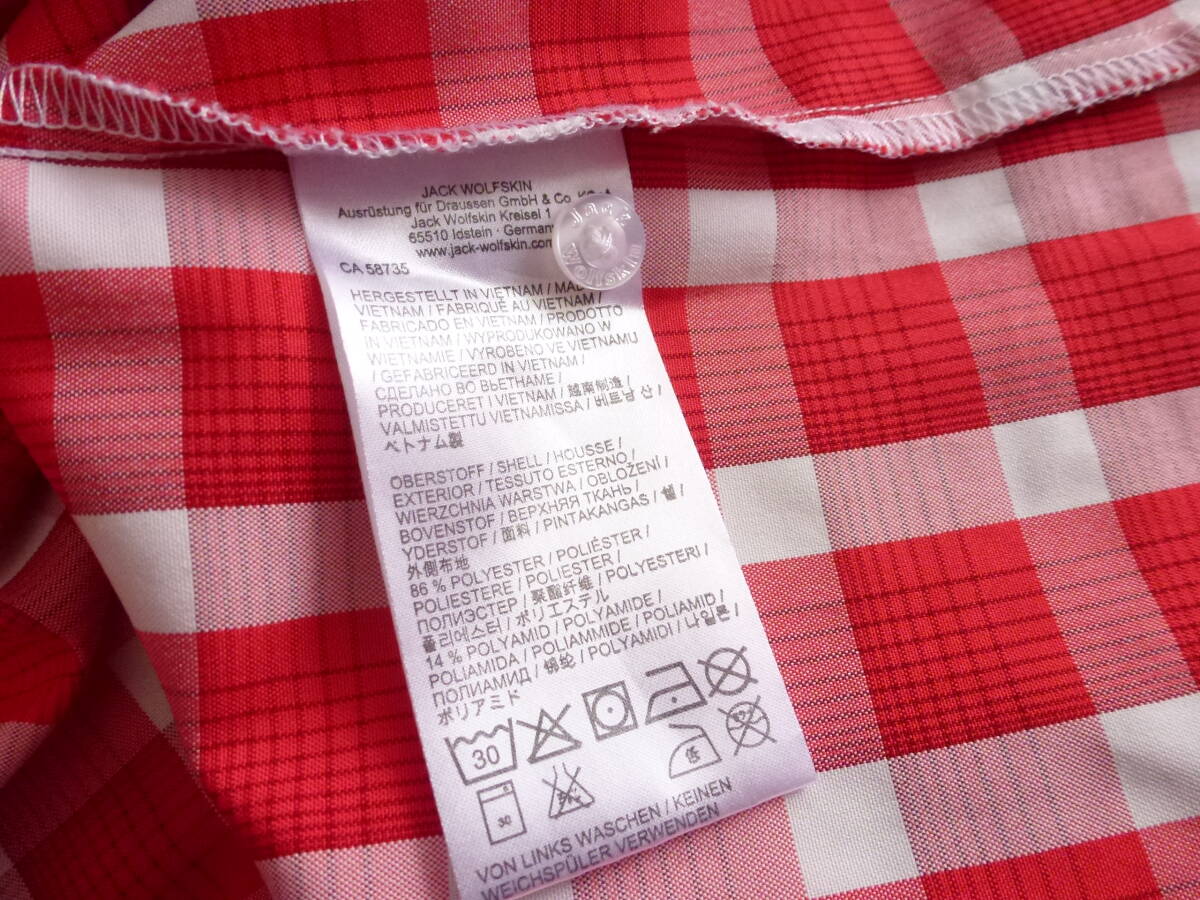 JACK WOLFSKIN
Ausrüstung für Draussen GmbH & Co.
Jack Wolfskin Kreisel 1
65510 Idstein · Germany
www.jack-wolfskin.com
CA 58735
Jack
WOLFSKIN
HERGESTELLT IN VIETNAM / MADE
VIETNAM / FABRIQUÉ AU VIETNAM /
FABRICADO EN VIETNAM / PRODOTTO
IN VIETNAM / WYPRODUKOWANO W
WIETNAMIE / VYROBENO VE VIETNAMU
/ GEFABRICEERD IN VIETNAM /
СДЕЛАНО ВО ВЬЕТНАМЕ /
PRODUCERET I VIETNAM / 越南制造 /
VALMISTETTU VIETNAMISSA / 베트남 산 /
ベトナム製
OBERSTOFF / SHELL / HOUSSE /
EXTERIOR / TESSUTO ESTERNO /
WIERZCHNIA WARSTWA / OBLOŽENÍ /
BOVENSTOF / ВЕРХНЯЯ ТКАНЬ /
YDERSTOF / 面料 / PINTAKANGAS / 쉘 /
外側布地
86 % POLYESTER / POLIÉSTER /
POLIESTERE / POLIESTER /
ПОЛИЭСТЕР / 聚酯纤维 / POLYESTERI /
폴리에스터 / ポリエステル
14 % POLYAMID / POLYAMIDE /
POLIAMIDA / POLIAMMIDE / POLIAMID /
ПОЛИАМИД / 锦纶 / POLYAMIDI / 나일론 /
ポリアミド
30
30
低
VON LINKS WASCHEN / KEINEN
WEICHSPÜLER VERWENDEN